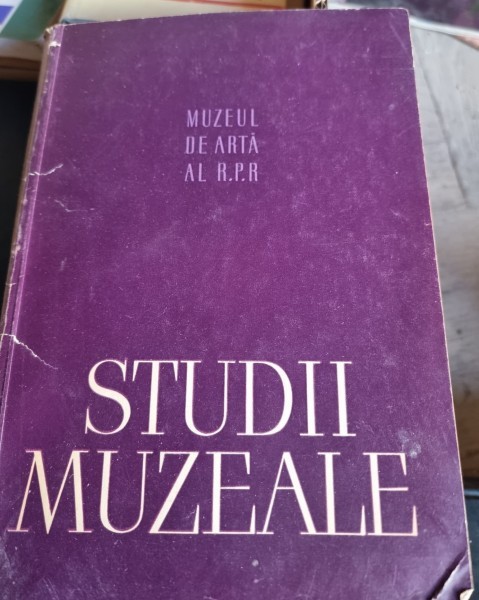 MUZEUL
DE ARTĂ
AL R.P.R
STUDII
MUZEALE